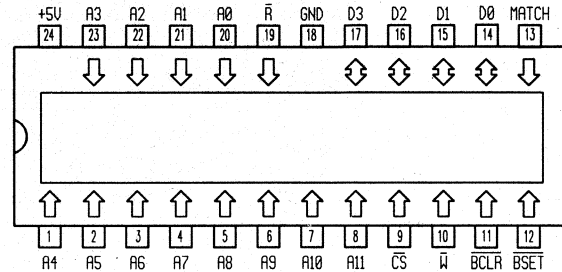 +5V A3 A2 A1 A0 R̅ GND D3 D2 D1 D0 MATCH
24 23 22 21 20 19 18 17 16 15 14 13
1 2 3 4 5 6 7 8 9 10 11 12
A4 A5 A6 A7 A8 A9 A10 A11 C̅S̅ W̅ B̅C̅L̅R̅ B̅S̅E̅T̅